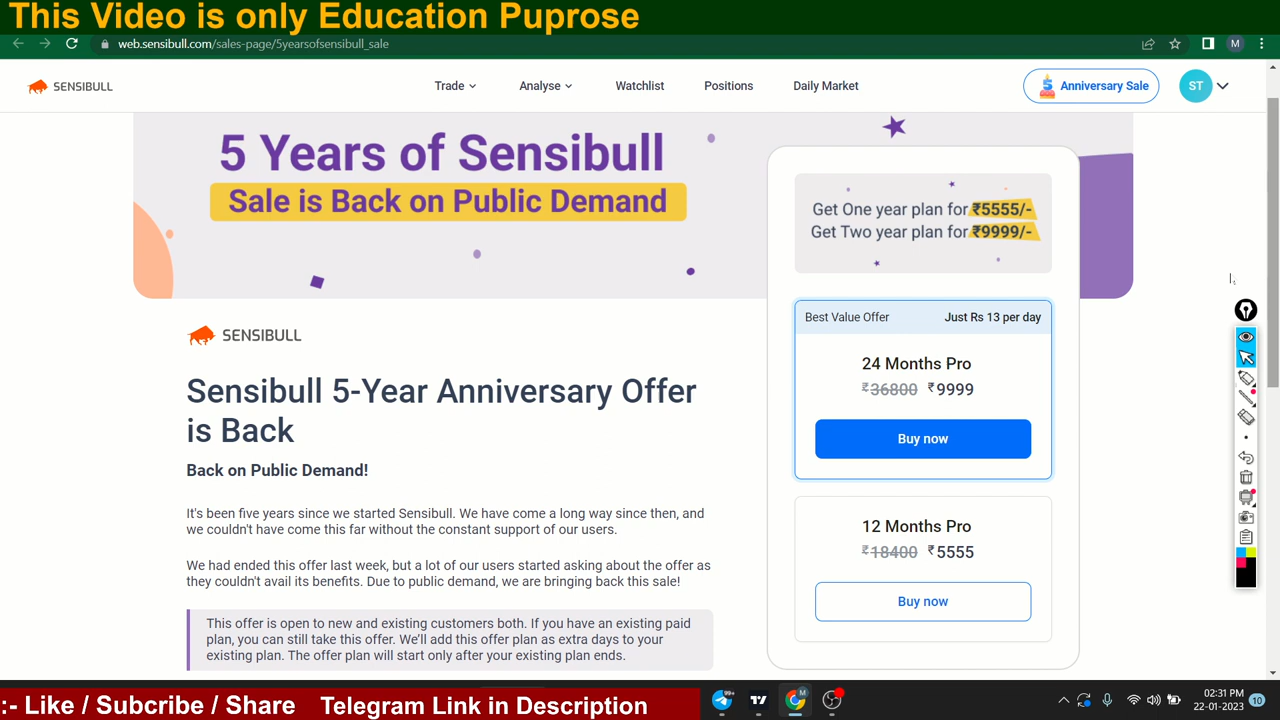 This Video is only Education Puprose
web.sensibull.com/sales-page/5yearsofsensibull_sale
M
SENSIBULL
Trade
Analyse
Watchlist
Positions
Daily Market
5 Anniversary Sale
ST
5 Years of Sensibull
Sale is Back on Public Demand
Get One year plan for ₹5555/-
Get Two year plan for ₹9999/-
Best Value Offer Just Rs 13 per day
24 Months Pro
₹36800 ₹9999
Buy now
12 Months Pro
₹18400 ₹5555
Buy now
SENSIBULL
Sensibull 5-Year Anniversary Offer
is Back
Back on Public Demand!
It's been five years since we started Sensibull. We have come a long way since then, and
we couldn't have come this far without the constant support of our users.
We had ended this offer last week, but a lot of our users started asking about the offer as
they couldn't avail its benefits. Due to public demand, we are bringing back this sale!
This offer is open to new and existing customers both. If you have an existing paid
plan, you can still take this offer. We'll add this offer plan as extra days to your
existing plan. The offer plan will start only after your existing plan ends.
:- Like / Subcribe / Share Telegram Link in Description
99+
M
02:31 PM
22-01-2023
10